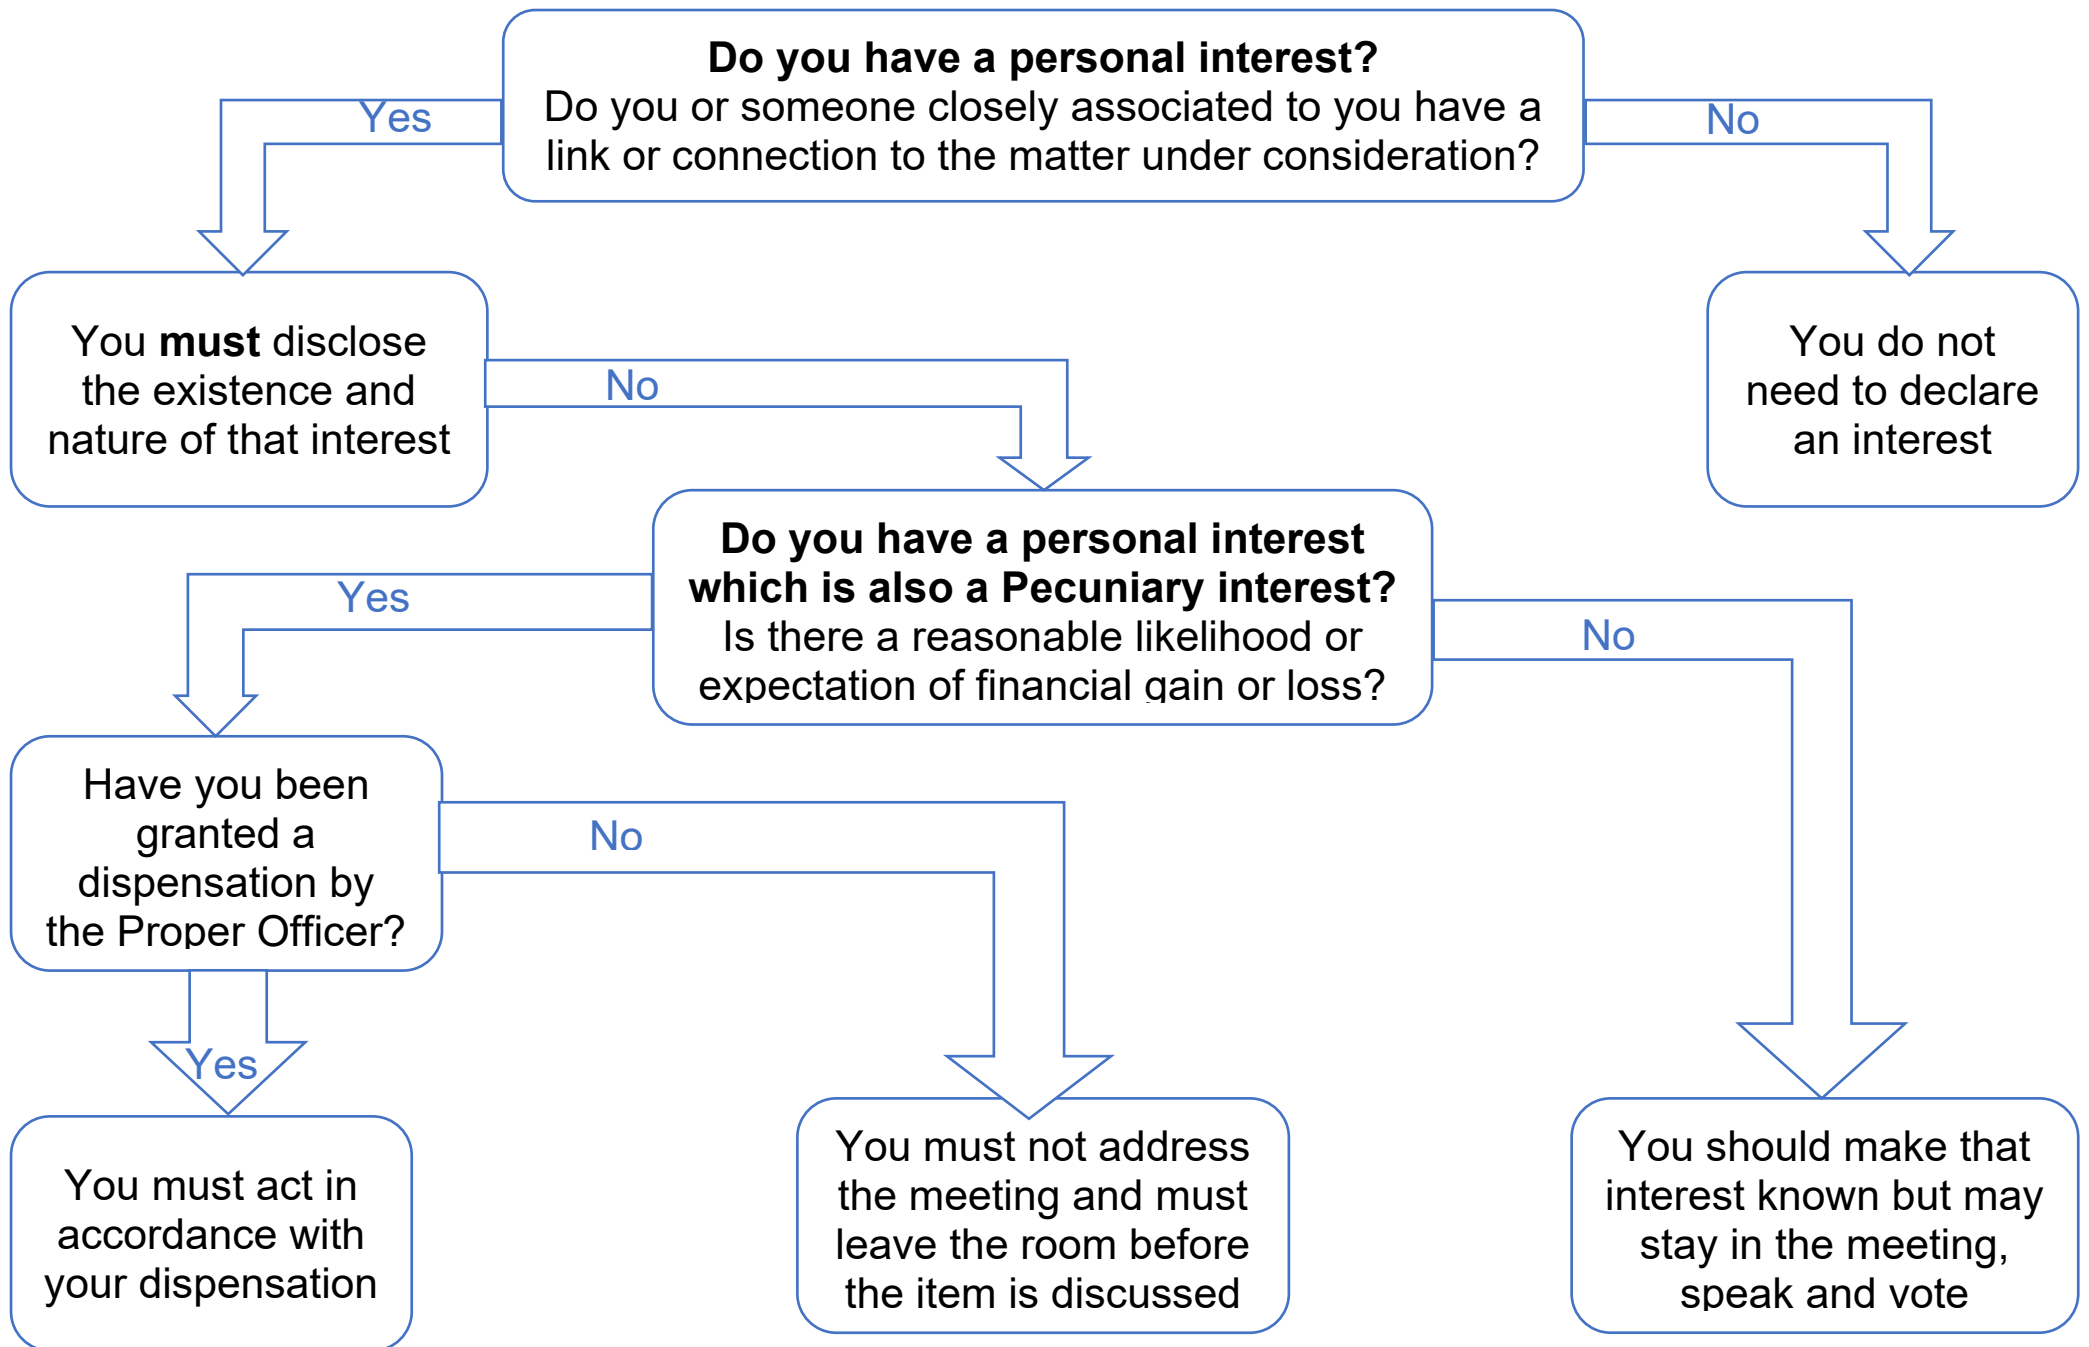 Do you have a personal interest?
Do you or someone closely associated to you have a
link or connection to the matter under consideration?
Yes
No
You must disclose
the existence and
nature of that interest
No
You do not
need to declare
an interest
Do you have a personal interest
which is also a Pecuniary interest?
Is there a reasonable likelihood or
expectation of financial gain or loss?
Yes
No
Have you been
granted a
dispensation by
the Proper Officer?
No
Yes
You must act in
accordance with
your dispensation
You must not address
the meeting and must
leave the room before
the item is discussed
You should make that
interest known but may
stay in the meeting,
speak and vote